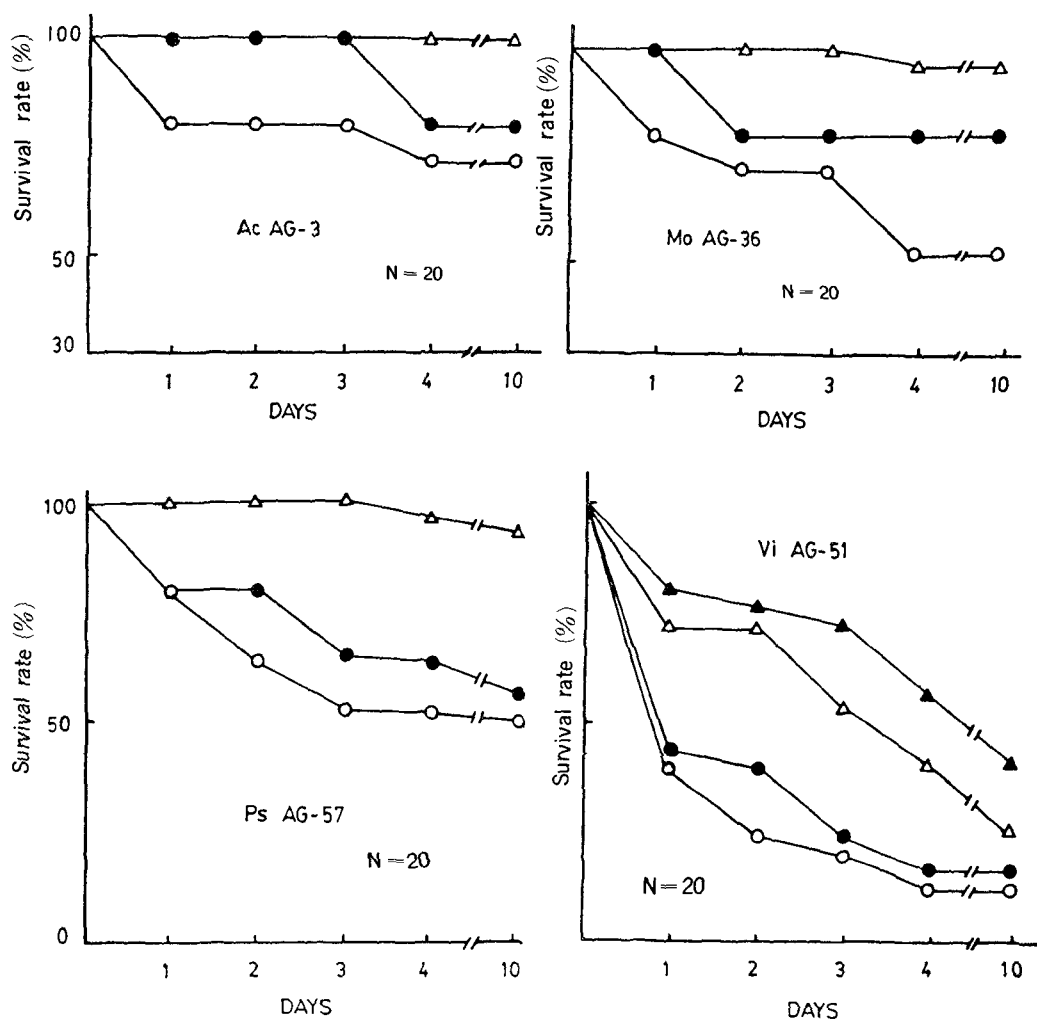 100
Survival rate (%)
50
30
Ac AG-3
N = 20
1 2 3 4 10
DAYS
Survival rate (%)
Mo AG-36
N = 20
1 2 3 4 10
DAYS
100
Survival rate (%)
50
0
Ps AG-57
N = 20
1 2 3 4 10
DAYS
Survival rate (%)
Vi AG-51
N = 20
1 2 3 4 10
DAYS